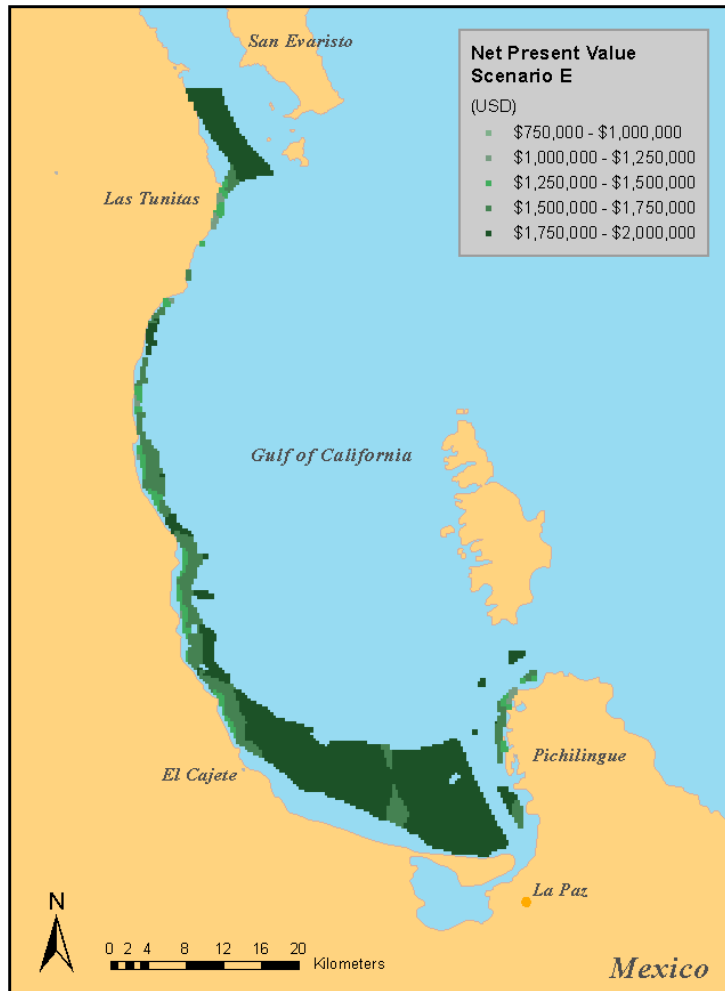 San Evaristo
Net Present Value
Scenario E
(USD)
$750,000 - $1,000,000
$1,000,000 - $1,250,000
$1,250,000 - $1,500,000
$1,500,000 - $1,750,000
$1,750,000 - $2,000,000
Las Tunitas
Gulf of California
Pichilingue
El Cajete
La Paz
N
0 2 4 8 12 16 20
Kilometers
Mexico